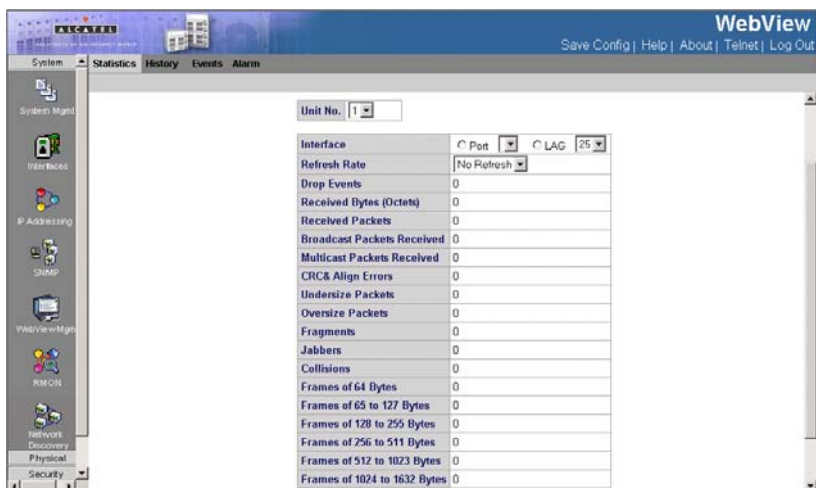 ALCATEL
WebView
Save Config | Help | About | Telnet | Log Out
System
Statistics History Events Alarm
System Mgmt
Interfaces
IP Addressing
SNMP
WebViewMgm
RMON
Network
Discovery
Physical
Security
Unit No. 1
Interface Port LAG 25
Refresh Rate No Refresh
Drop Events 0
Received Bytes (Octets) 0
Received Packets 0
Broadcast Packets Received 0
Multicast Packets Received 0
CRC& Align Errors 0
Undersize Packets 0
Oversize Packets 0
Fragments 0
Jabbers 0
Collisions 0
Frames of 64 Bytes 0
Frames of 65 to 127 Bytes 0
Frames of 128 to 255 Bytes 0
Frames of 256 to 511 Bytes 0
Frames of 512 to 1023 Bytes 0
Frames of 1024 to 1632 Bytes 0